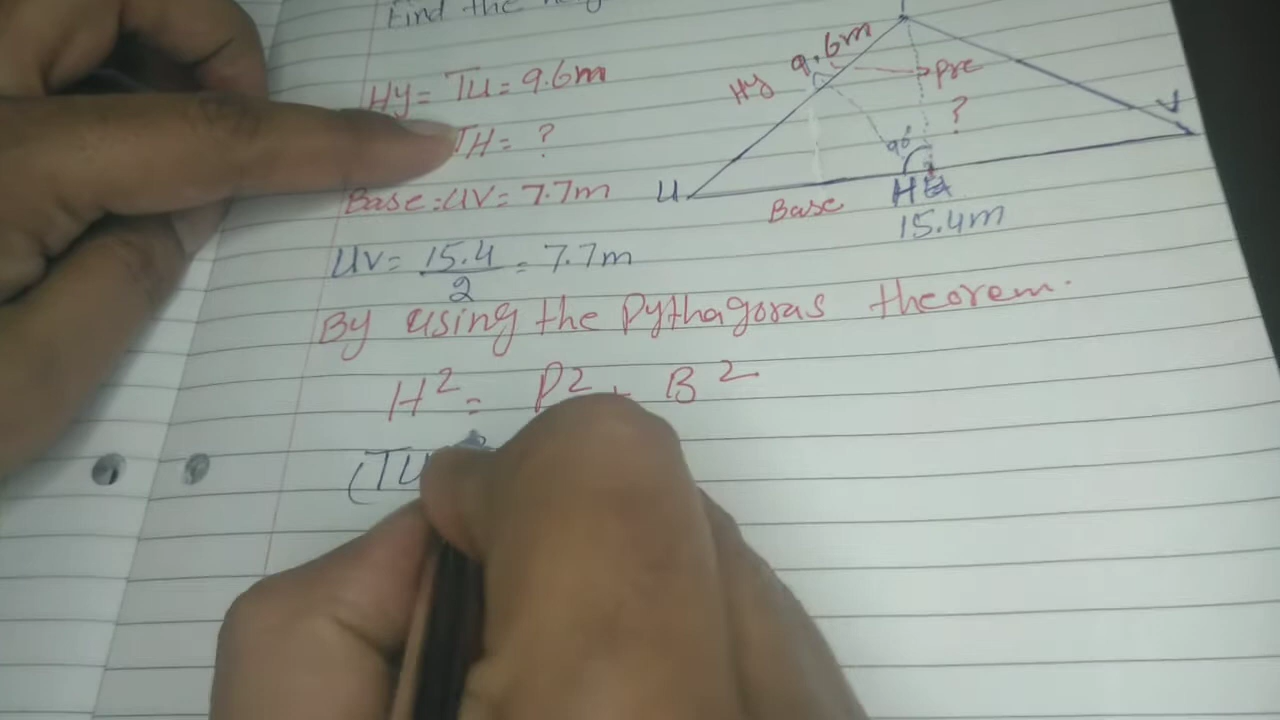 Find the
Hy = TU = 9.6m
TH = ?
Base = UV = 7.7m
UV = 15.4 / 2 = 7.7m
By using the Pythagoras theorem.
H² = P² + B²
(TU
9.6m
Hy
Pre
?
90
U
H
V
Base
15.4m